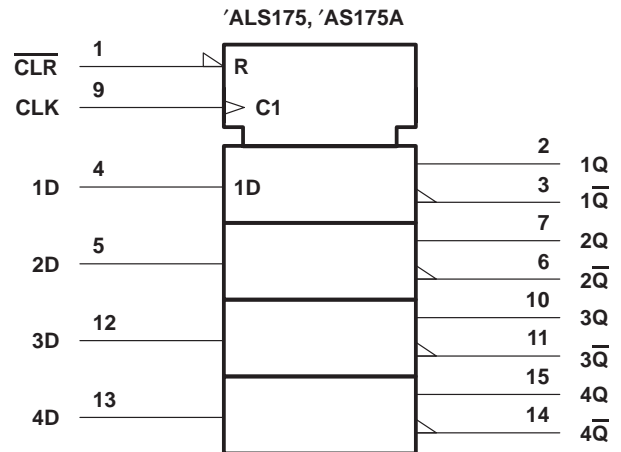 ′ALS175, ′AS175A
C̅L̅R̅ 1 R
CLK 9 C1
1D 4 1D 2 1Q
3 1Q̅
2D 5 7 2Q
6 2Q̅
3D 12 10 3Q
11 3Q̅
4D 13 15 4Q
14 4Q̅